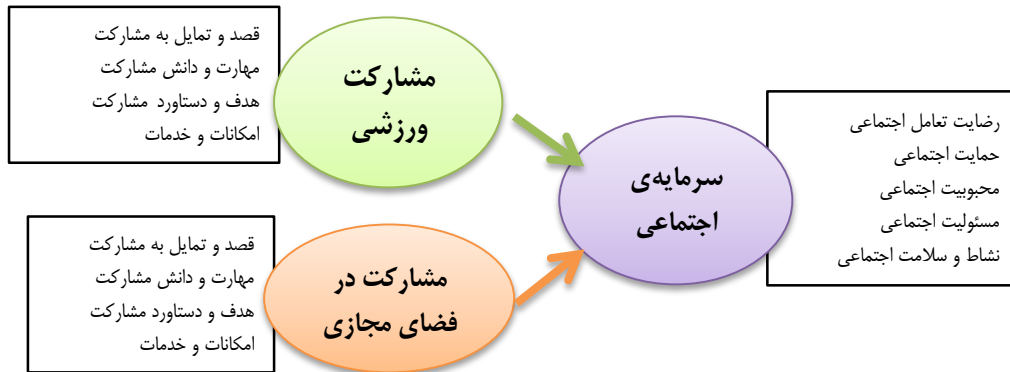 قصد و تمایل به مشارکت
مهارت و دانش مشارکت
هدف و دستاورد مشارکت
امکانات و خدمات
مشارکت
ورزشی
رضایت تعامل اجتماعی
حمایت اجتماعی
محبوبیت اجتماعی
مسئولیت اجتماعی
نشاط و سلامت اجتماعی
سرمایه‌ی
اجتماعی
قصد و تمایل به مشارکت
مهارت و دانش مشارکت
هدف و دستاورد مشارکت
امکانات و خدمات
مشارکت در
فضای مجازی